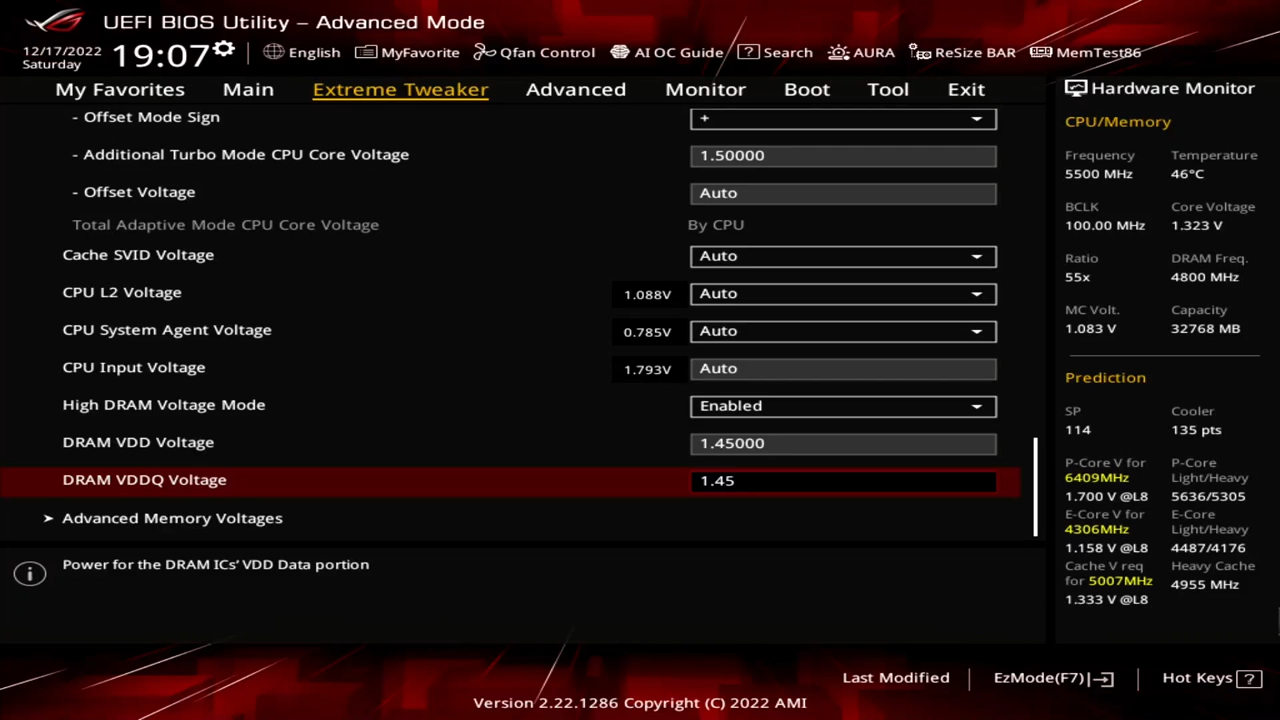 UEFI BIOS Utility – Advanced Mode
12/17/2022
Saturday
19:07
English
MyFavorite
Qfan Control
AI OC Guide
? Search
AURA
ReSize BAR
MemTest86
My Favorites Main Extreme Tweaker Advanced Monitor Boot Tool Exit
- Offset Mode Sign +
- Additional Turbo Mode CPU Core Voltage 1.50000
- Offset Voltage Auto
Total Adaptive Mode CPU Core Voltage By CPU
Cache SVID Voltage Auto
CPU L2 Voltage 1.088V Auto
CPU System Agent Voltage 0.785V Auto
CPU Input Voltage 1.793V Auto
High DRAM Voltage Mode Enabled
DRAM VDD Voltage 1.45000
DRAM VDDQ Voltage 1.45
Advanced Memory Voltages
i Power for the DRAM ICs' VDD Data portion
Hardware Monitor
CPU/Memory
Frequency Temperature
5500 MHz 46°C
BCLK Core Voltage
100.00 MHz 1.323 V
Ratio DRAM Freq.
55x 4800 MHz
MC Volt. Capacity
1.083 V 32768 MB
Prediction
SP Cooler
114 135 pts
P-Core V for P-Core
6409MHz Light/Heavy
1.700 V @L8 5636/5305
E-Core V for E-Core
4306MHz Light/Heavy
1.158 V @L8 4487/4176
Cache V req Heavy Cache
for 5007MHz 4955 MHz
1.333 V @L8
Last Modified EzMode(F7) Hot Keys ?
Version 2.22.1286 Copyright (C) 2022 AMI